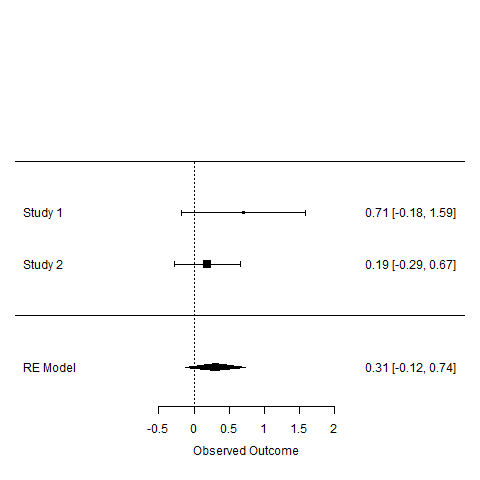 Study 1 0.71 [-0.18, 1.59]
Study 2 0.19 [-0.29, 0.67]
RE Model 0.31 [-0.12, 0.74]
-0.5 0 0.5 1 1.5 2
Observed Outcome